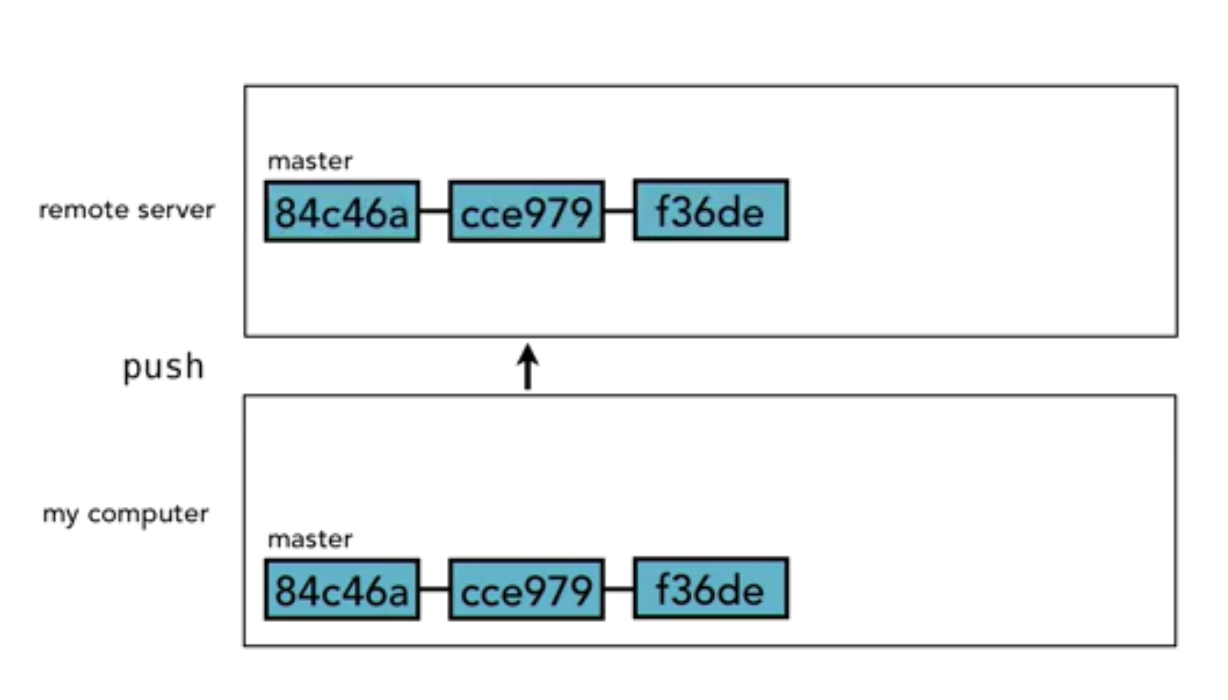 master
remote server
84c46a cce979 f36de
push
my computer
master
84c46a cce979 f36de